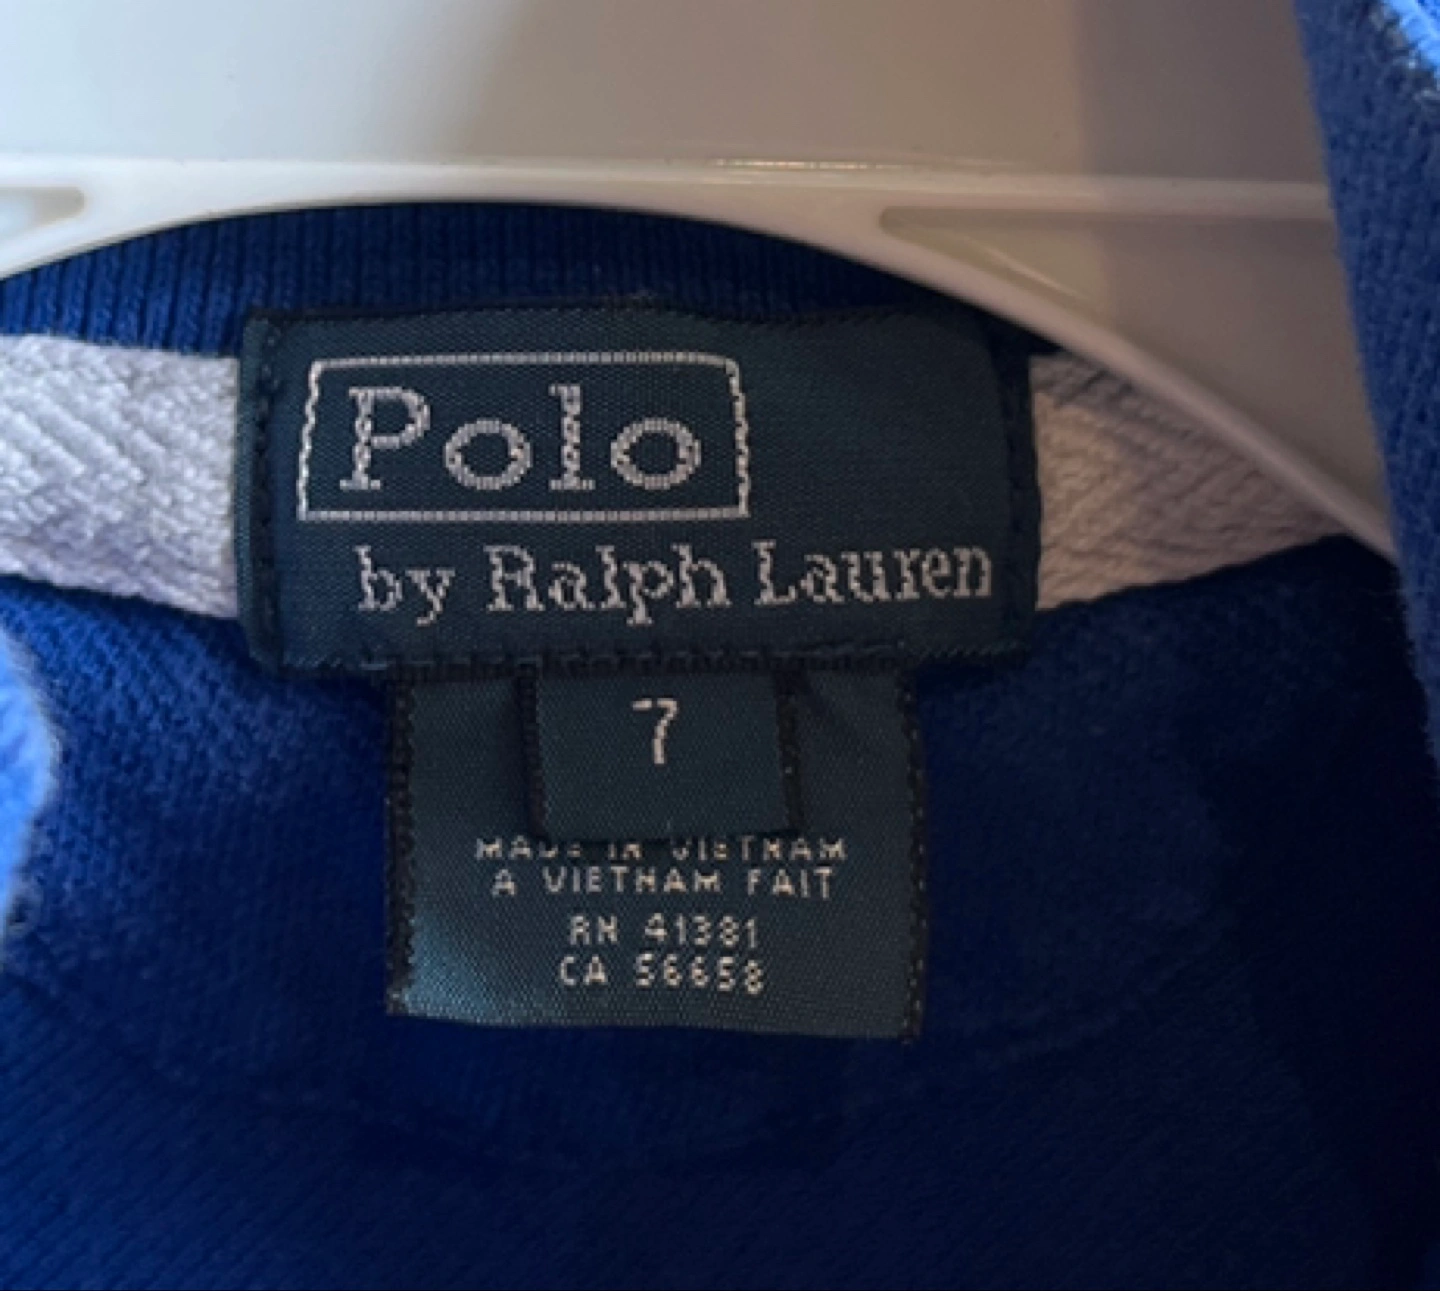 Polo
by Ralph Lauren
7
MADE IN VIETNAM
A VIETNAM FAIT
RN 41381
CA 56658